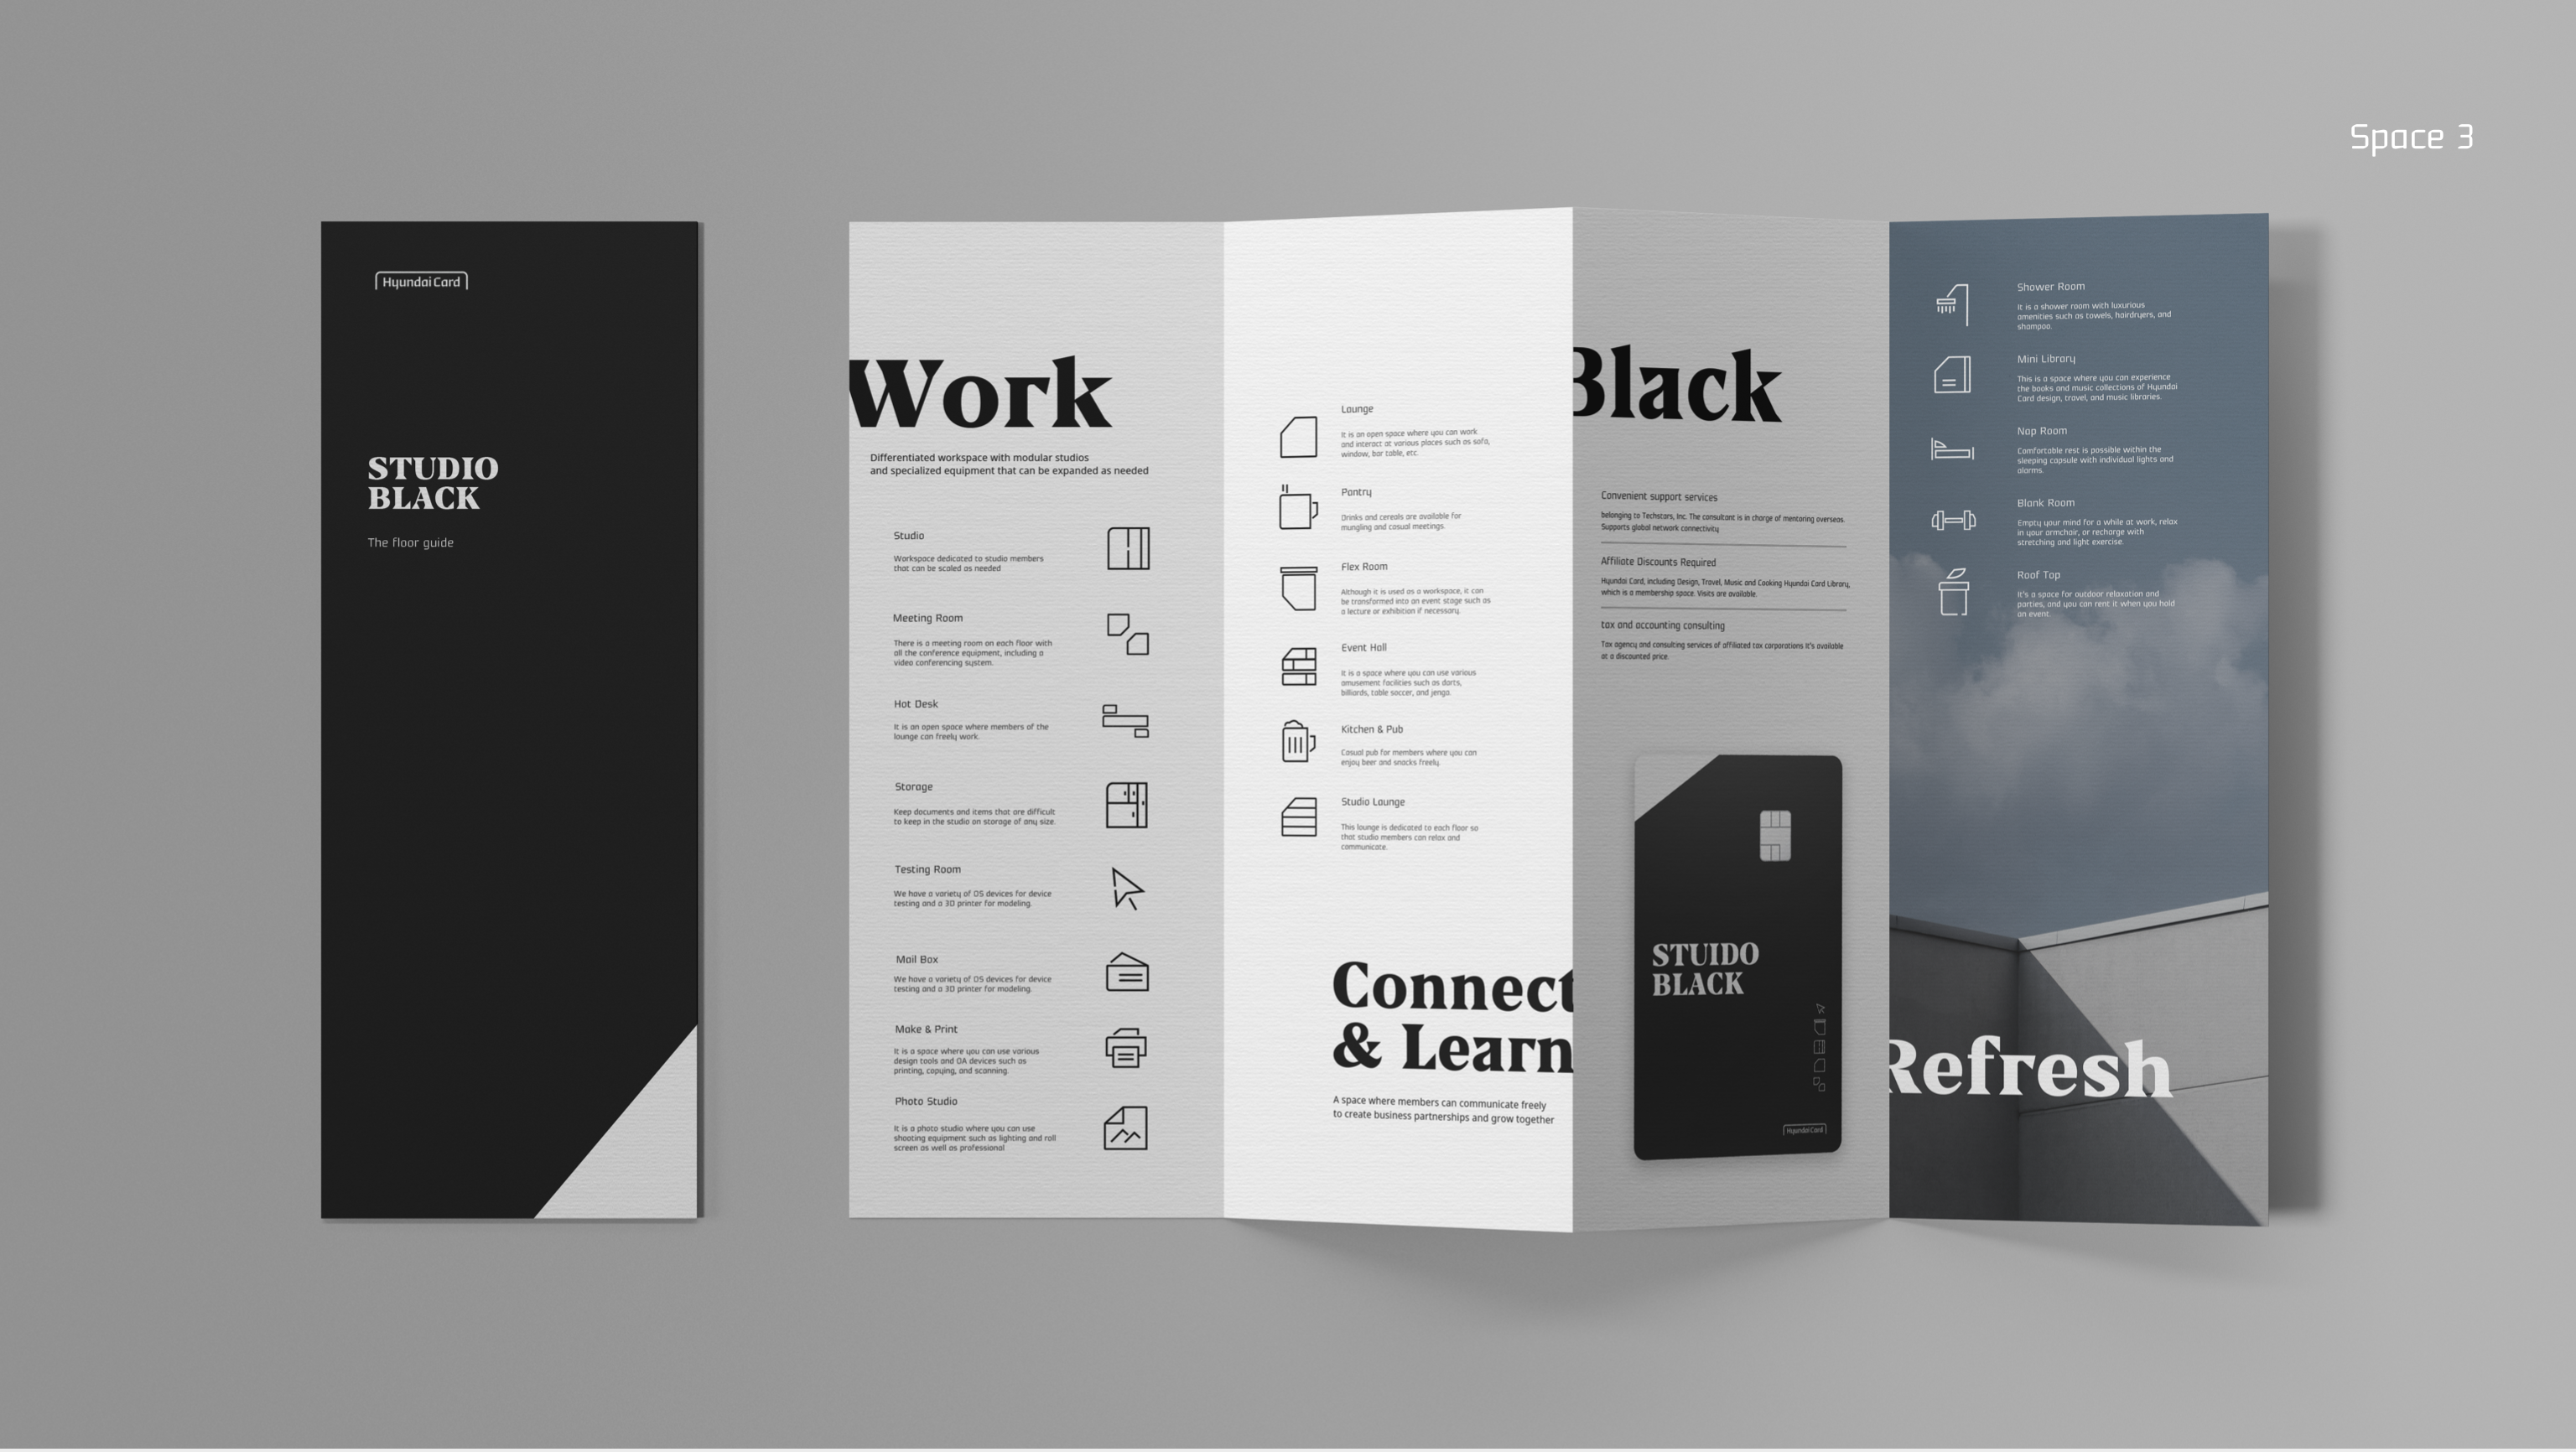 Space 3
Hyundai Card
STUDIO
BLACK
The floor guide
Work
Differentiated workspace with modular studios
and specialized equipment that can be expanded as needed
Studio
Workspace dedicated to studio members
that can be scaled as needed
Meeting Room
There is a meeting room on each floor with
all the conference equipment, including a
video conferencing system.
Hot Desk
It is an open space where members of the
lounge can freely work.
Storage
Keep documents and items that are difficult
to keep in the studio on storage of any size.
Testing Room
We have a variety of OS devices for device
testing and a 3D printer for modeling.
Mail Box
We have a variety of OS devices for device
testing and a 3D printer for modeling.
Make & Print
It is a space where you can use various
design tools and OA devices such as
printing, copying, and scanning.
Photo Studio
It is a photo studio where you can use
shooting equipment such as lighting and roll
screen as well as professional
Lounge
It is an open space where you can work
and interact at various places such as sofa,
window, bar table, etc.
Pantry
Drinks and cereals are available for
mungling and casual meetings.
Flex Room
Although it is used as a workspace, it can
be transformed into an event stage such as
a lecture or exhibition if necessary.
Event Hall
It is a space where you can use various
amusement facilities such as darts,
billiards, table soccer, and jenga.
Kitchen & Pub
Casual pub for members where you can
enjoy beer and snacks freely.
Studio Lounge
This lounge is dedicated to each floor so
that studio members can relax and
communicate.
Connect
& Learn
A space where members can communicate freely
to create business partnerships and grow together
Black
Convenient support services
belonging to Techstars, Inc. The consultant is in charge of mentoring overseas.
Supports global network connectivity
Affiliate Discounts Required
Hyundai Card, including Design, Travel, Music and Cooking Hyundai Card Library,
which is a membership space. Visits are available.
tax and accounting consulting
Tax agency and consulting services of affiliated tax corporations It's available
at a discounted price.
STUIDO
BLACK
Hyundai Card
Shower Room
It is a shower room with luxurious
amenities such as towels, hairdryers, and
shampoo.
Mini Library
This is a space where you can experience
the books and music collections of Hyundai
Card design, travel, and music libraries.
Nap Room
Comfortable rest is possible within the
sleeping capsule with individual lights and
alarms.
Blank Room
Empty your mind for a while at work, relax
in your armchair, or recharge with
stretching and light exercise.
Roof Top
It's a space for outdoor relaxation and
parties, and you can rent it when you hold
an event.
Refresh